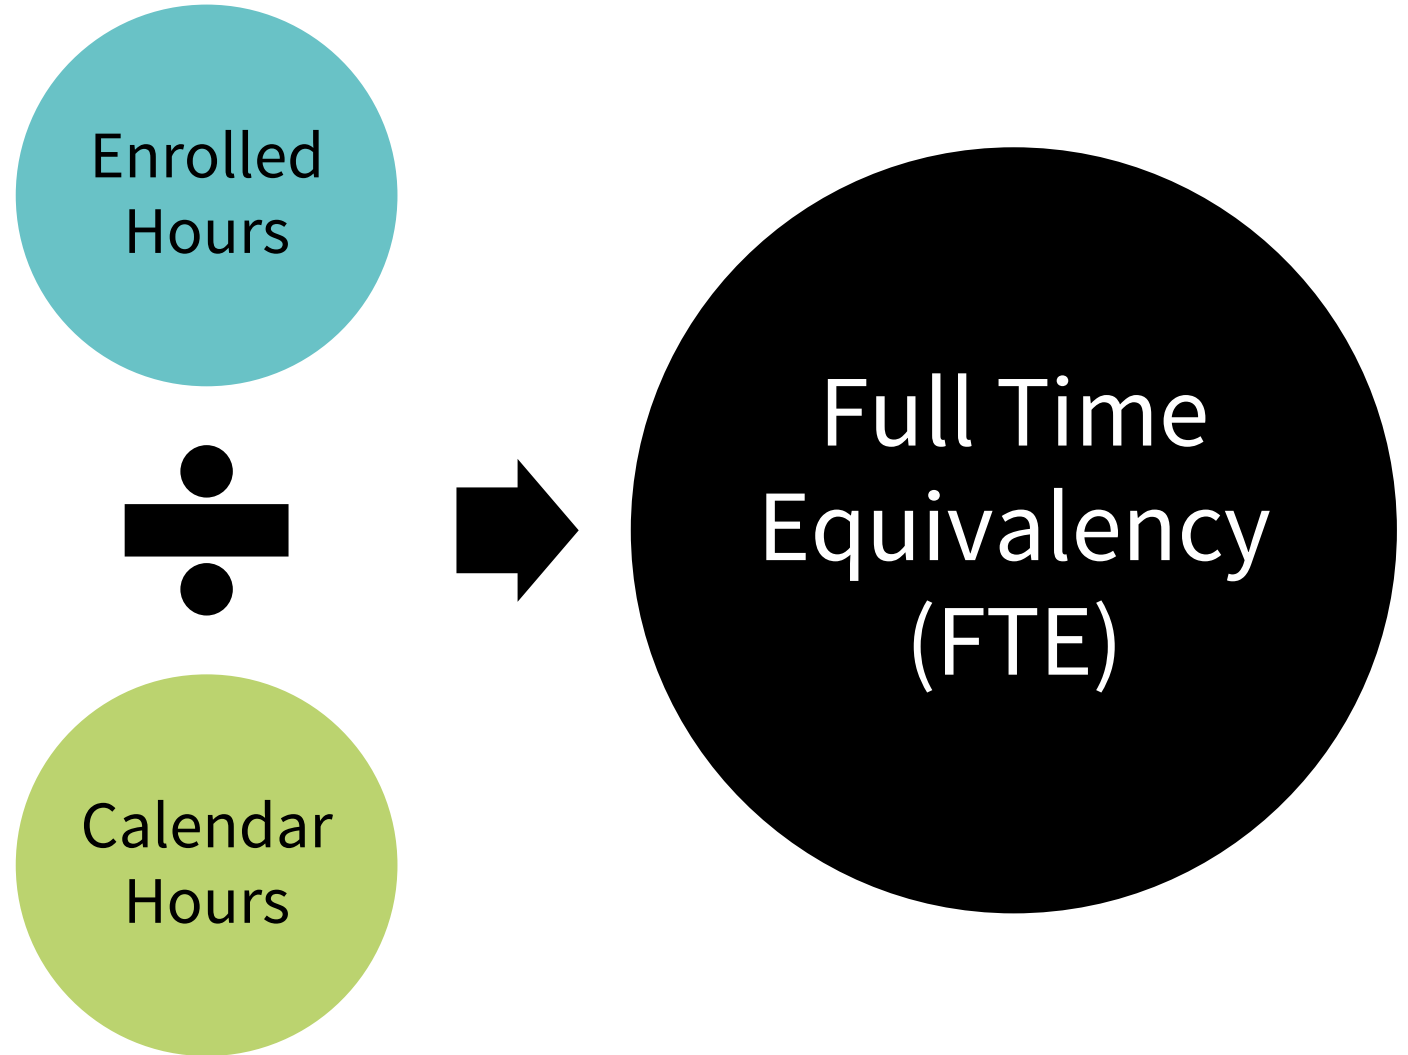 Enrolled
Hours
÷
Calendar
Hours
Full Time
Equivalency
(FTE)